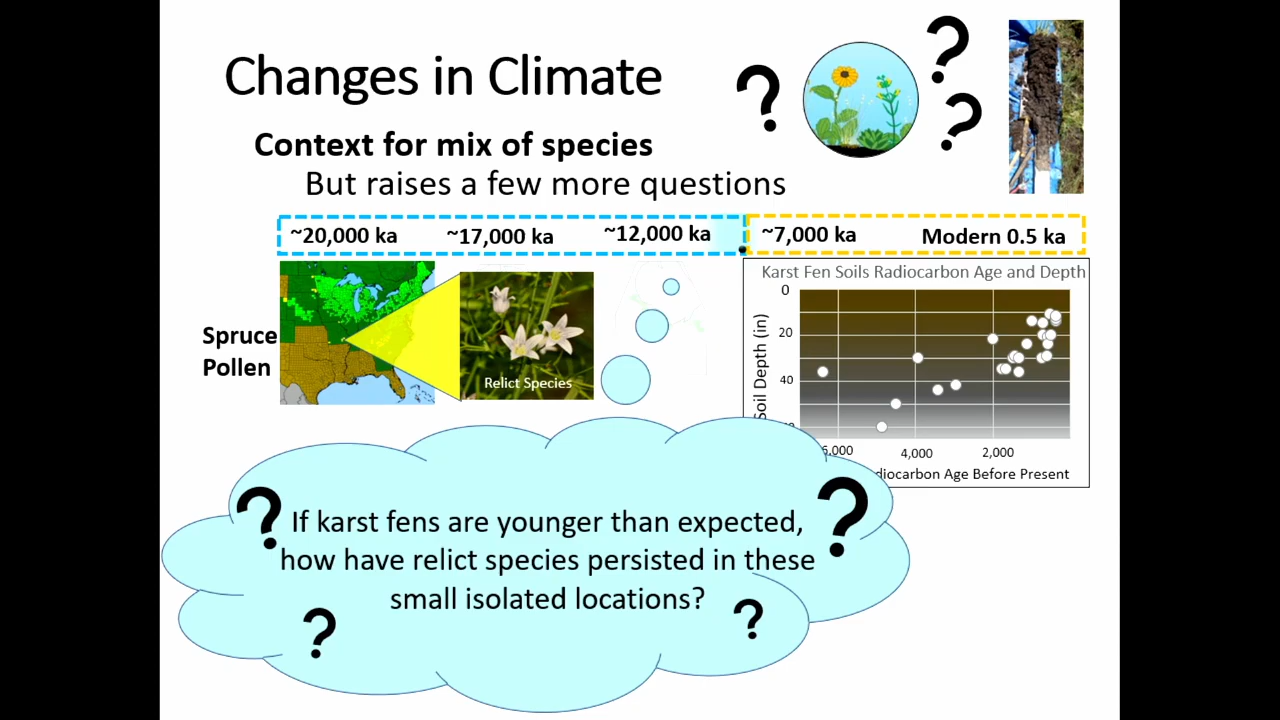 Changes in Climate
?
?
?
Context for mix of species
But raises a few more questions
~20,000 ka ~17,000 ka ~12,000 ka ~7,000 ka Modern 0.5 ka
Spruce
Pollen
Relict Species
Karst Fen Soils Radiocarbon Age and Depth
Soil Depth (in)
0
20
40
4,000 2,000
Age Before Present
?
?
If karst fens are younger than expected,
how have relict species persisted in these
small isolated locations?
?
?